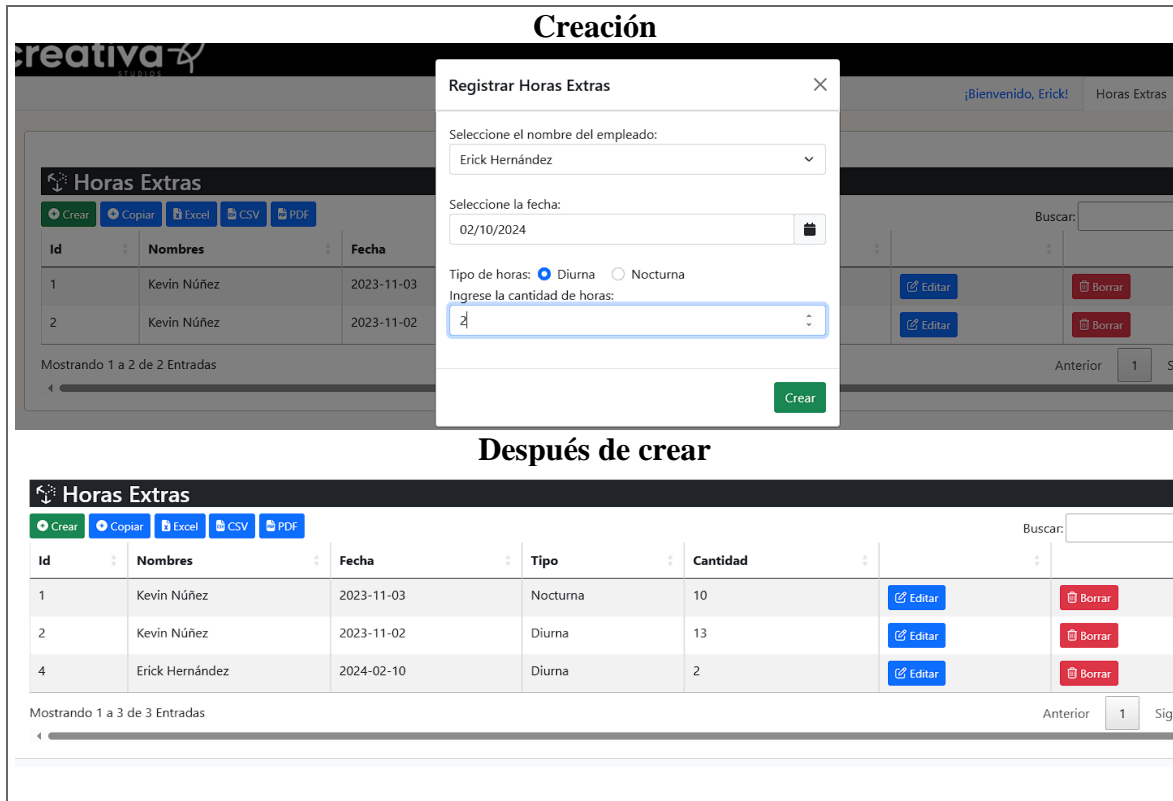 Creación
creativa
STUDIOS
Registrar Horas Extras
¡Bienvenido, Erick! Horas Extras
Seleccione el nombre del empleado:
Erick Hernández
Horas Extras
Seleccione la fecha:
Crear Copiar Excel CSV PDF Buscar:
02/10/2024
Id Nombres Fecha
Tipo de horas: Diurna Nocturna
1 Kevin Núñez 2023-11-03 Editar Borrar
Ingrese la cantidad de horas:
2
2 Kevin Núñez 2023-11-02 Editar Borrar
Mostrando 1 a 2 de 2 Entradas Anterior 1 S
Crear
Después de crear
Horas Extras
Crear Copiar Excel CSV PDF Buscar:
Id Nombres Fecha Tipo Cantidad
1 Kevin Núñez 2023-11-03 Nocturna 10 Editar Borrar
2 Kevin Núñez 2023-11-02 Diurna 13 Editar Borrar
4 Erick Hernández 2024-02-10 Diurna 2 Editar Borrar
Mostrando 1 a 3 de 3 Entradas Anterior 1 Sig